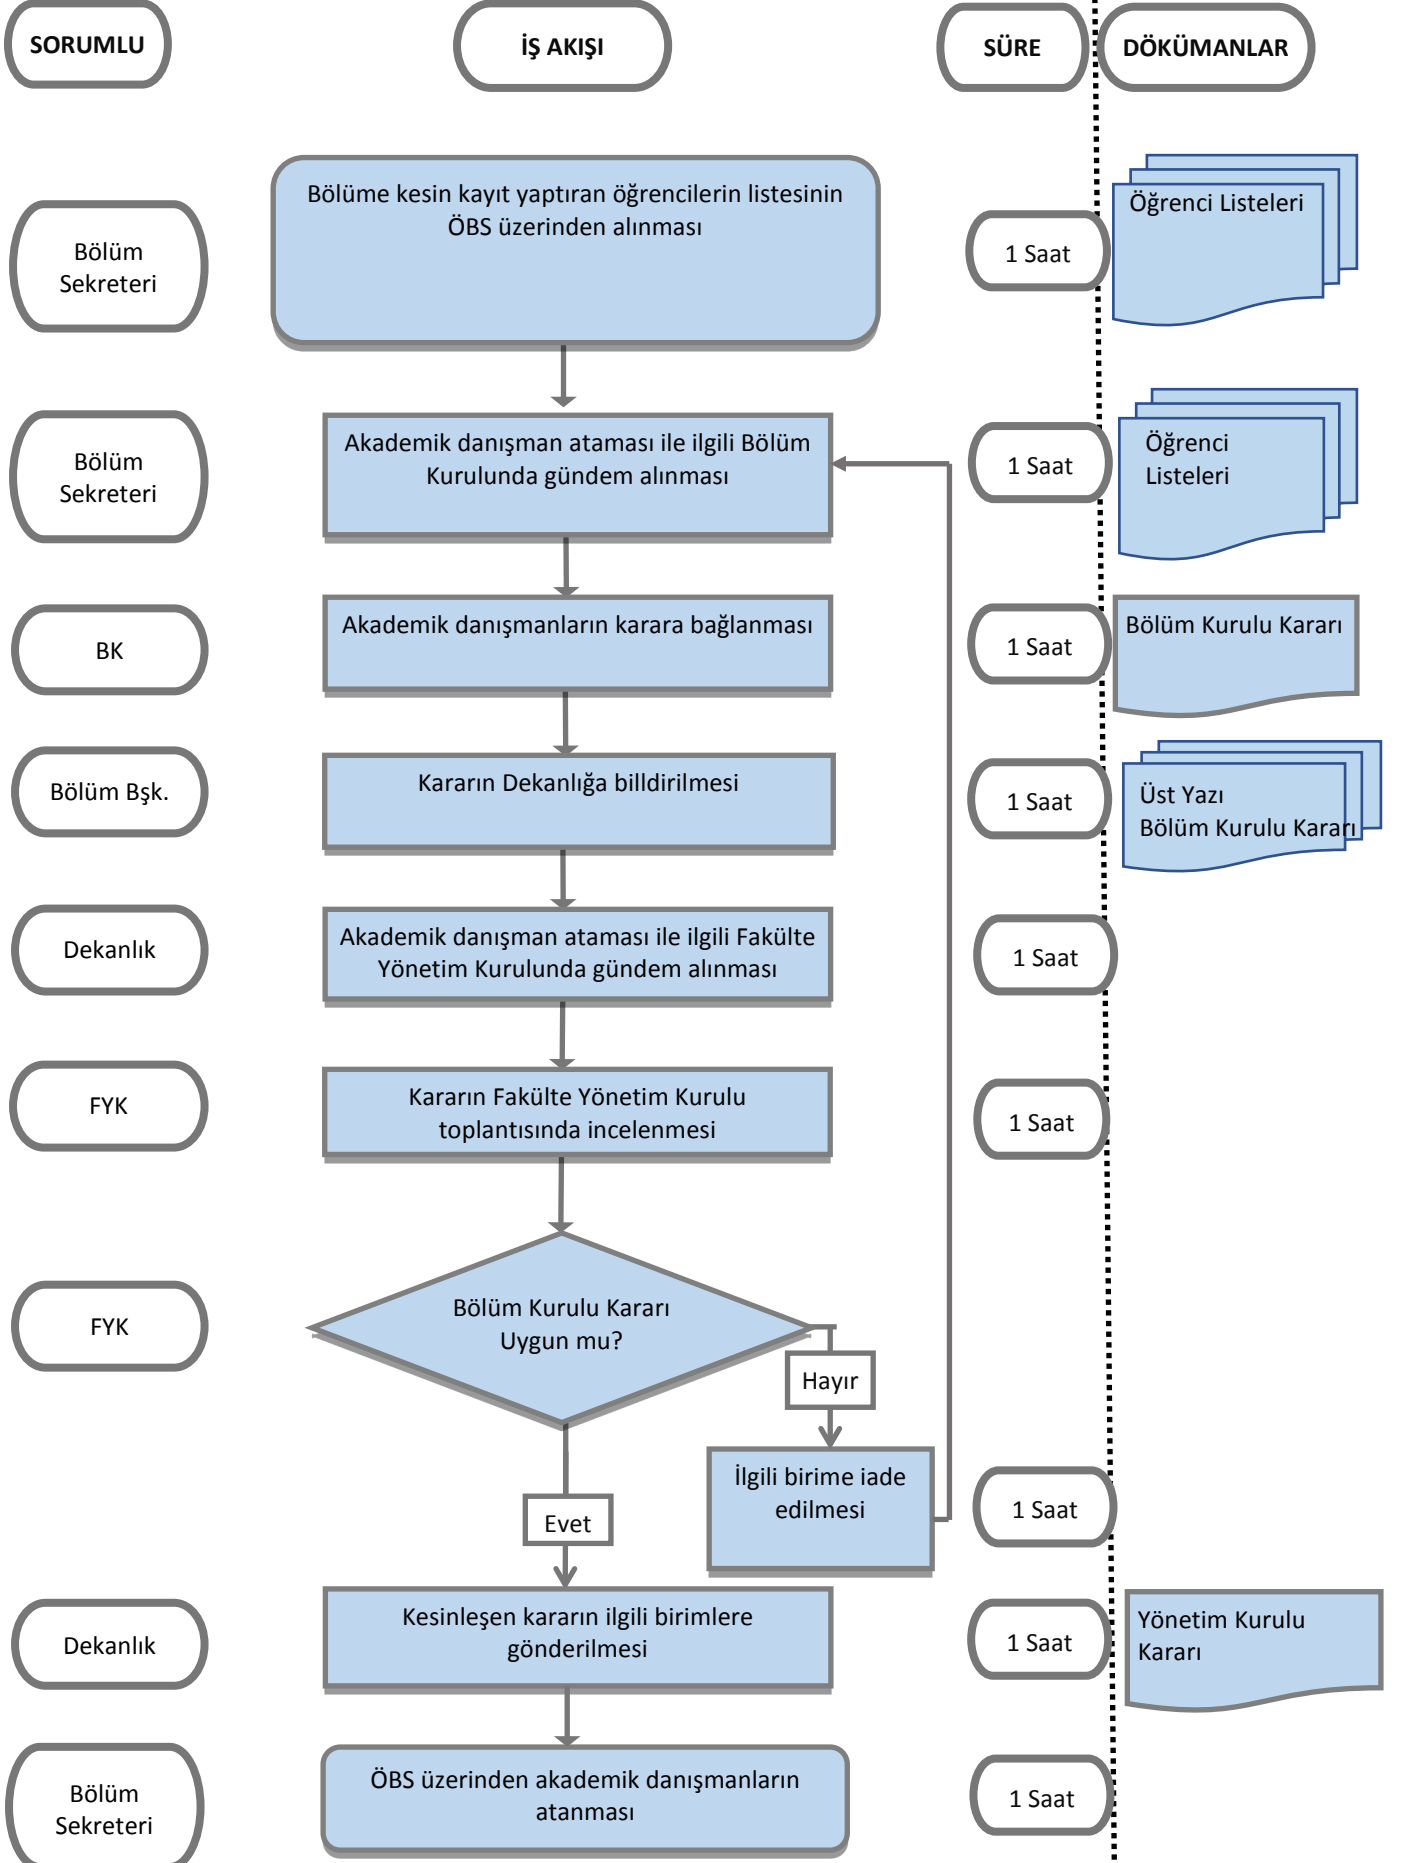 SORUMLU
İŞ AKIŞI
SÜRE
DÖKÜMANLAR
Bölüm
Sekreteri
Bölüme kesin kayıt yaptıran öğrencilerin listesinin
ÖBS üzerinden alınması
1 Saat
Öğrenci Listeleri
Bölüm
Sekreteri
Akademik danışman ataması ile ilgili Bölüm
Kurulunda gündem alınması
1 Saat
Öğrenci
Listeleri
BK
Akademik danışmanların karara bağlanması
1 Saat
Bölüm Kurulu Kararı
Bölüm Bşk.
Kararın Dekanlığa billdirilmesi
1 Saat
Üst Yazı
Bölüm Kurulu Kararı
Dekanlık
Akademik danışman ataması ile ilgili Fakülte
Yönetim Kurulunda gündem alınması
1 Saat
FYK
Kararın Fakülte Yönetim Kurulu
toplantısında incelenmesi
1 Saat
FYK
Bölüm Kurulu Kararı
Uygun mu?
Hayır
İlgili birime iade
edilmesi
1 Saat
Evet
Dekanlık
Kesinleşen kararın ilgili birimlere
gönderilmesi
1 Saat
Yönetim Kurulu
Kararı
Bölüm
Sekreteri
ÖBS üzerinden akademik danışmanların
atanması
1 Saat